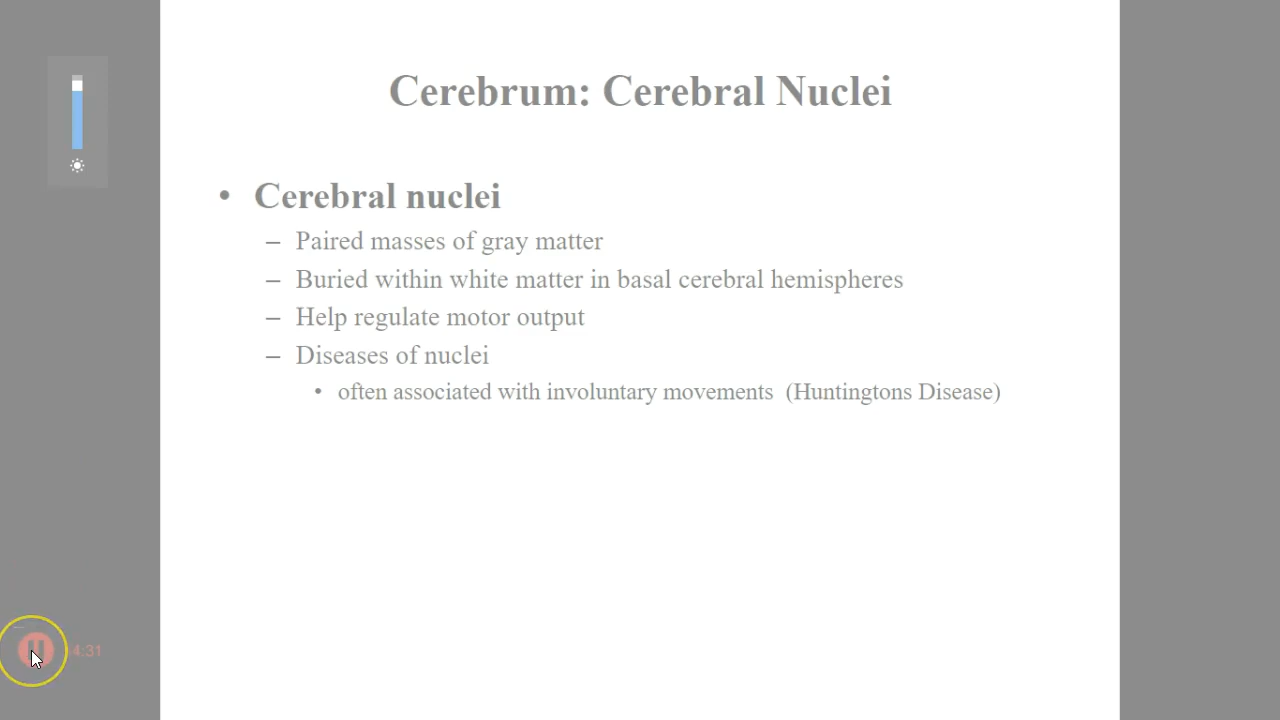 Cerebrum: Cerebral Nuclei
• Cerebral nuclei
– Paired masses of gray matter
– Buried within white matter in basal cerebral hemispheres
– Help regulate motor output
– Diseases of nuclei
• often associated with involuntary movements (Huntingtons Disease)
4:31